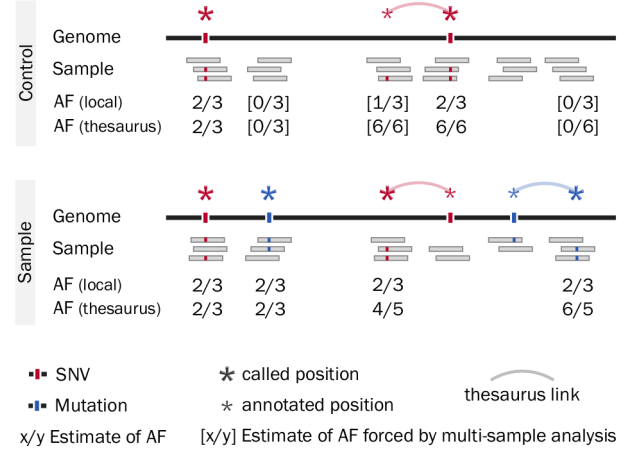 Control
Genome
Sample
AF (local) 2/3 [0/3] [1/3] 2/3 [0/3]
AF (thesaurus) 2/3 [0/3] [6/6] 6/6 [0/6]
Sample
Genome
Sample
AF (local) 2/3 2/3 2/3 2/3
AF (thesaurus) 2/3 2/3 4/5 6/5
SNV
* called position
Mutation
* annotated position
thesaurus link
x/y Estimate of AF
[x/y] Estimate of AF forced by multi-sample analysis